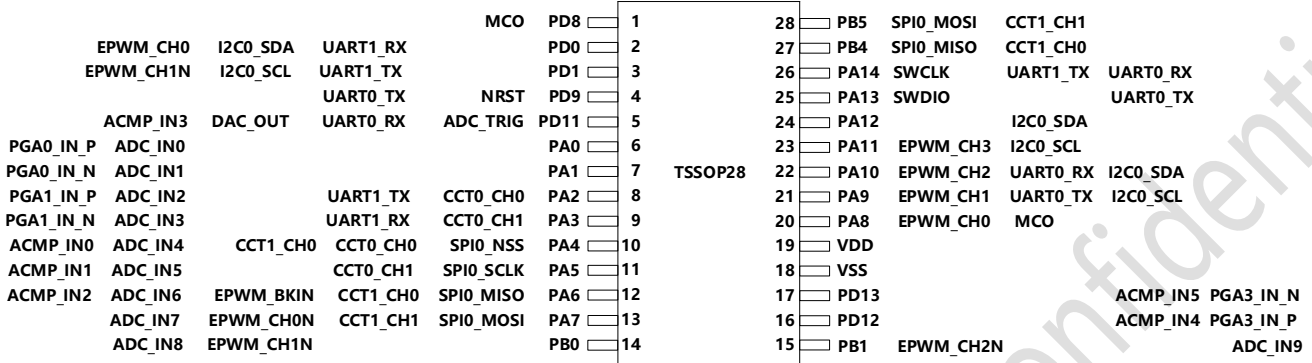 MCO PD8 1 28 PB5 SPI0_MOSI CCT1_CH1
EPWM_CH0 I2C0_SDA UART1_RX PD0 2 27 PB4 SPI0_MISO CCT1_CH0
EPWM_CH1N I2C0_SCL UART1_TX PD1 3 26 PA14 SWCLK UART1_TX UART0_RX
UART0_TX NRST PD9 4 25 PA13 SWDIO UART0_TX
ACMP_IN3 DAC_OUT UART0_RX ADC_TRIG PD11 5 24 PA12 I2C0_SDA
PGA0_IN_P ADC_IN0 PA0 6 23 PA11 EPWM_CH3 I2C0_SCL
PGA0_IN_N ADC_IN1 PA1 7 TSSOP28 22 PA10 EPWM_CH2 UART0_RX I2C0_SDA
PGA1_IN_P ADC_IN2 UART1_TX CCT0_CH0 PA2 8 21 PA9 EPWM_CH1 UART0_TX I2C0_SCL
PGA1_IN_N ADC_IN3 UART1_RX CCT0_CH1 PA3 9 20 PA8 EPWM_CH0 MCO
ACMP_IN0 ADC_IN4 CCT1_CH0 CCT0_CH0 SPI0_NSS PA4 10 19 VDD
ACMP_IN1 ADC_IN5 CCT0_CH1 SPI0_SCLK PA5 11 18 VSS
ACMP_IN2 ADC_IN6 EPWM_BKIN CCT1_CH0 SPI0_MISO PA6 12 17 PD13 ACMP_IN5 PGA3_IN_N
ADC_IN7 EPWM_CH0N CCT1_CH1 SPI0_MOSI PA7 13 16 PD12 ACMP_IN4 PGA3_IN_P
ADC_IN8 EPWM_CH1N PB0 14 15 PB1 EPWM_CH2N ADC_IN9